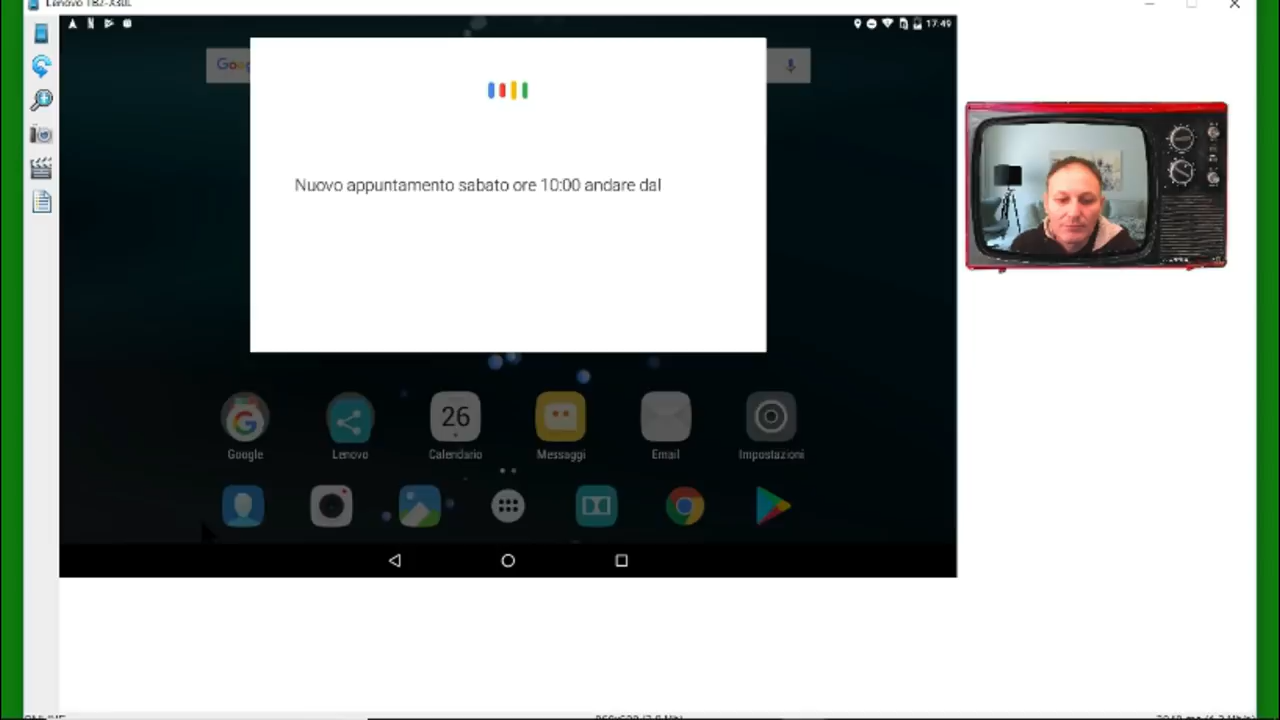 Lenovo TB2-X30L
17:49
Goog
Nuovo appuntamento sabato ore 10:00 andare dal
26
Google
Lenovo
Calendario
Messaggi
Email
Impostazioni